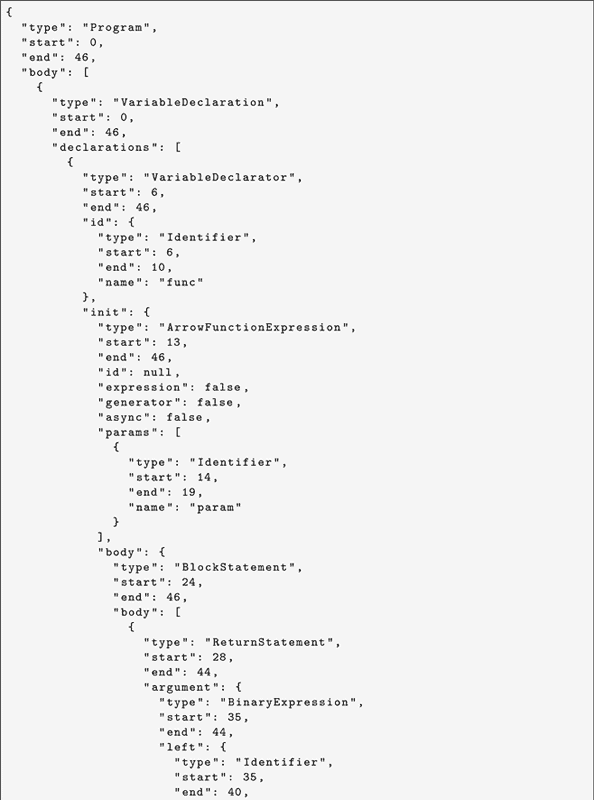 {
  "type": "Program",
  "start": 0,
  "end": 46,
  "body": [
    {
      "type": "VariableDeclaration",
      "start": 0,
      "end": 46,
      "declarations": [
        {
          "type": "VariableDeclarator",
          "start": 6,
          "end": 46,
          "id": {
            "type": "Identifier",
            "start": 6,
            "end": 10,
            "name": "func"
          },
          "init": {
            "type": "ArrowFunctionExpression",
            "start": 13,
            "end": 46,
            "id": null,
            "expression": false,
            "generator": false,
            "async": false,
            "params": [
              {
                "type": "Identifier",
                "start": 14,
                "end": 19,
                "name": "param"
              }
            ],
            "body": {
              "type": "BlockStatement",
              "start": 24,
              "end": 46,
              "body": [
                {
                  "type": "ReturnStatement",
                  "start": 28,
                  "end": 44,
                  "argument": {
                    "type": "BinaryExpression",
                    "start": 35,
                    "end": 44,
                    "left": {
                      "type": "Identifier",
                      "start": 35,
                      "end": 40,